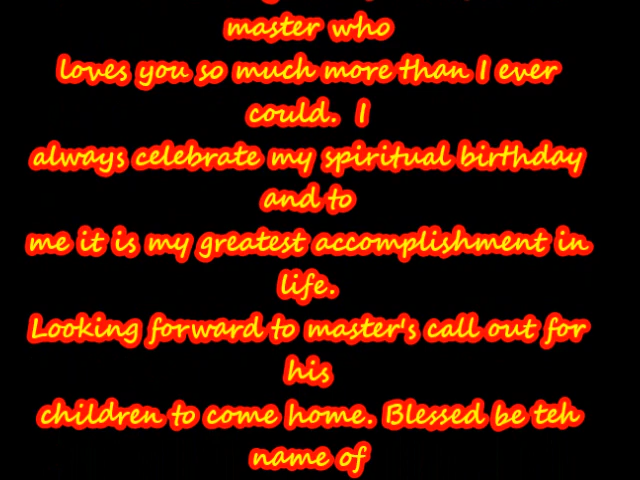 master who
loves you so much more than I ever
could. I
always celebrate my spiritual birthday
and to
me it is my greatest accomplishment in
life.
Looking forward to master's call out for
his
children to come home. Blessed be teh
name of